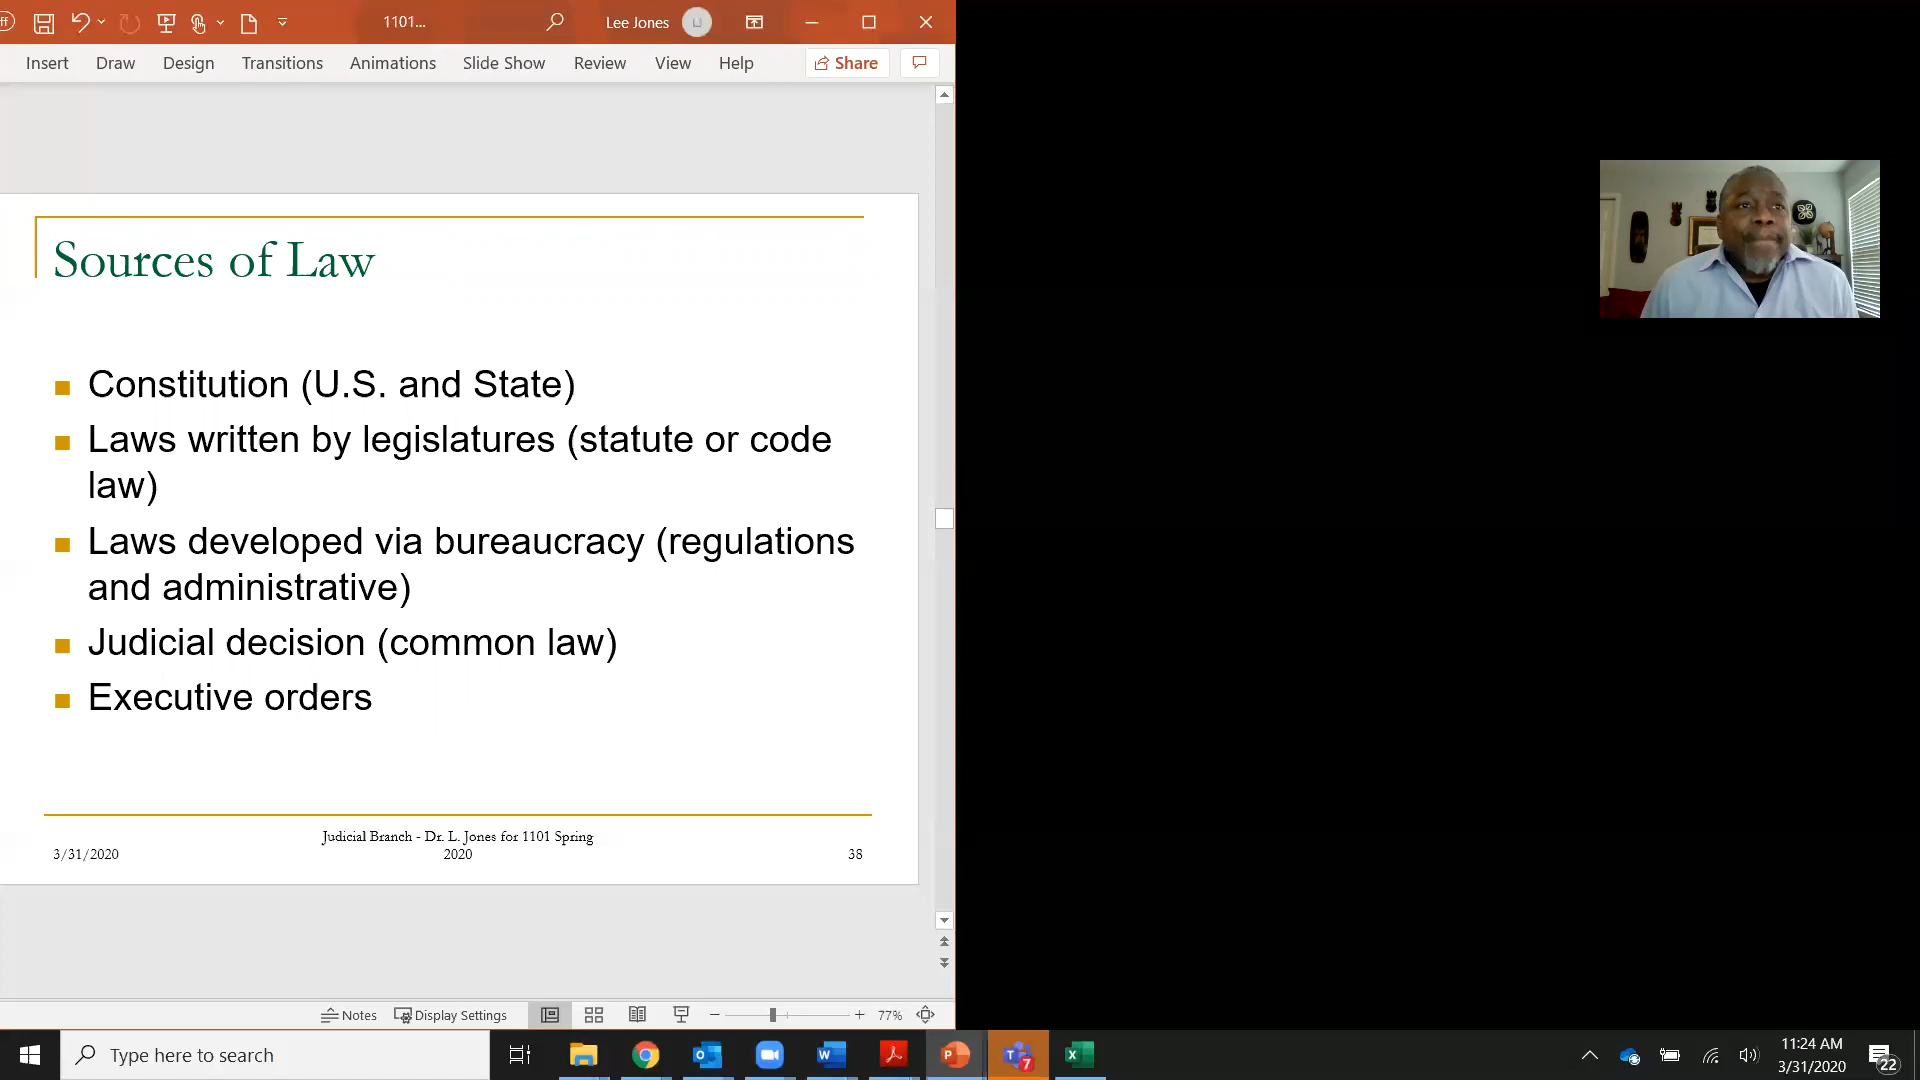 ff
1101...
Lee Jones
LJ
Insert Draw Design Transitions Animations Slide Show Review View Help Share
Sources of Law
Constitution (U.S. and State)
Laws written by legislatures (statute or code
law)
Laws developed via bureaucracy (regulations
and administrative)
Judicial decision (common law)
Executive orders
Judicial Branch - Dr. L. Jones for 1101 Spring
2020
3/31/2020
38
Notes Display Settings 77%
Type here to search
11:24 AM
3/31/2020
22
7